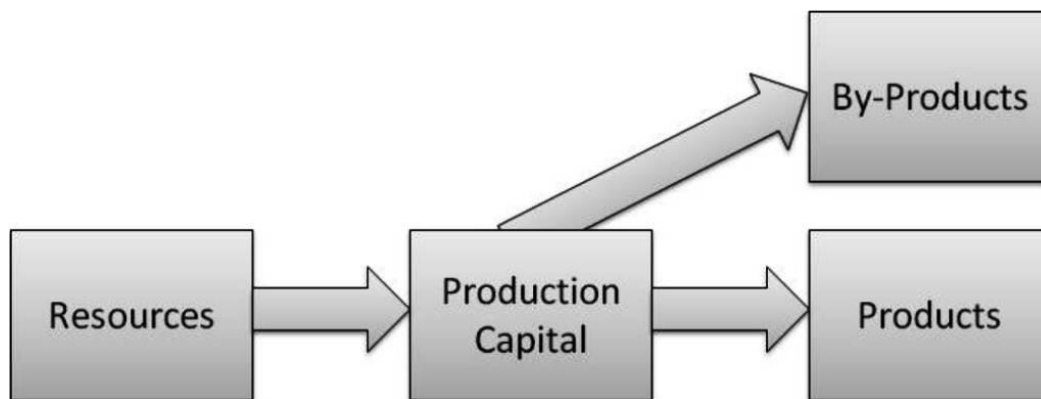 By-Products
Resources
Production
Capital
Products